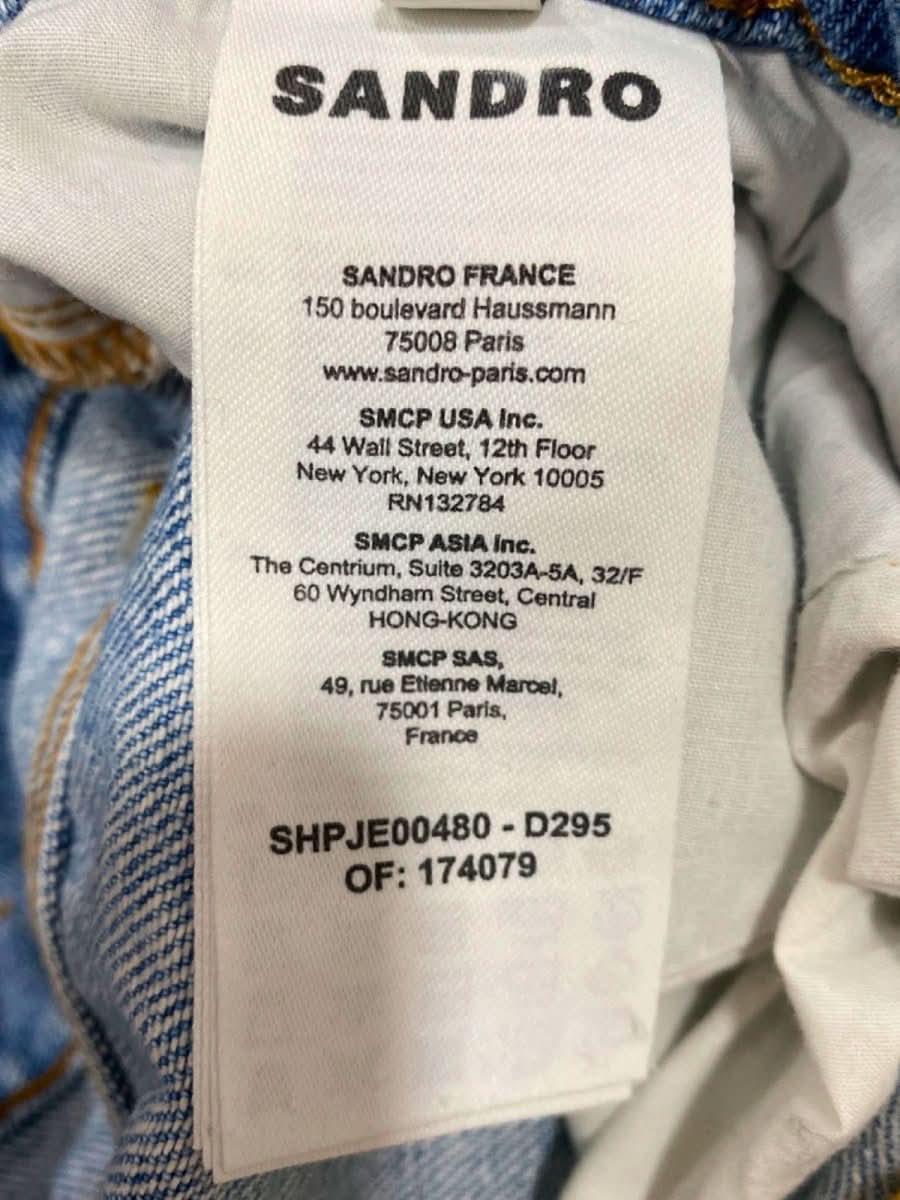 SANDRO
SANDRO FRANCE
150 boulevard Haussmann
75008 Paris
www.sandro-paris.com
SMCP USA Inc.
44 Wall Street, 12th Floor
New York, New York 10005
RN132784
SMCP ASIA Inc.
The Centrium, Suite 3203A-5A, 32/F
60 Wyndham Street, Central
HONG-KONG
SMCP SAS,
49, rue Etienne Marcel,
75001 Paris,
France
SHPJE00480 - D295
OF: 174079